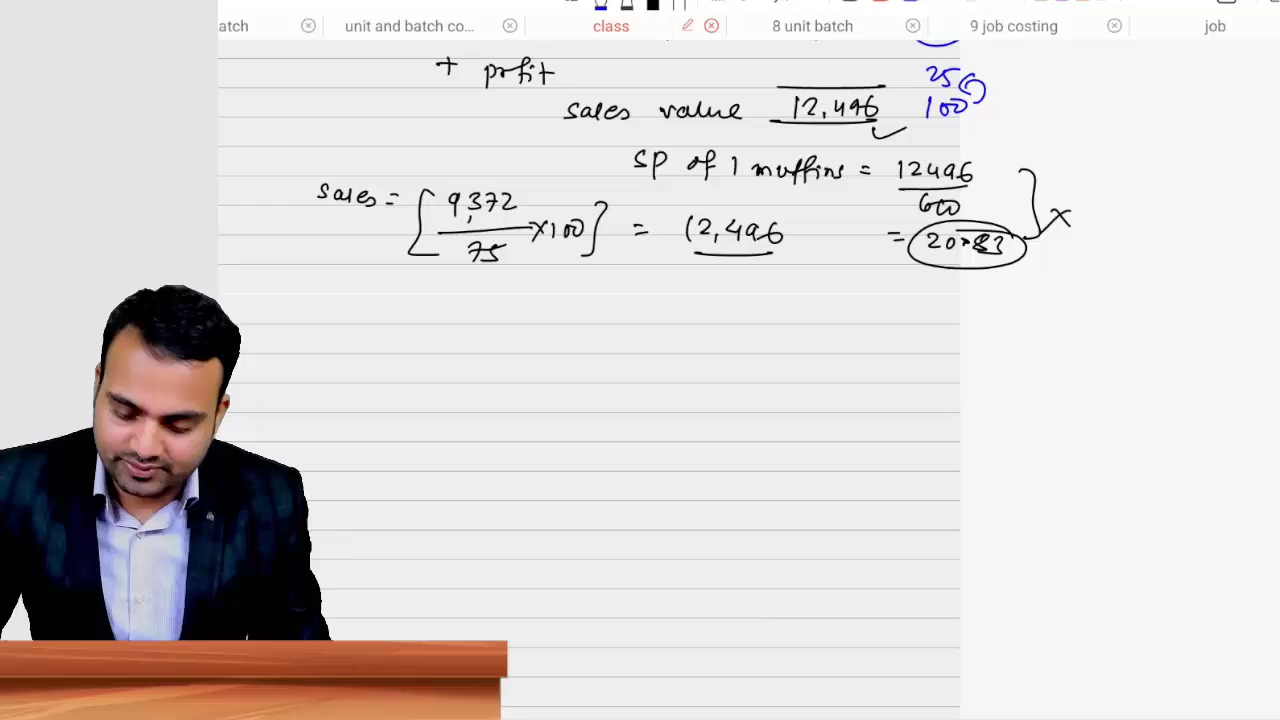 atch unit and batch co... class 8 unit batch 9 job costing job
+ profit 25
sales value 12,496 100
SP of 1 muffins = 12496
600
sales = [ 9,372
75 × 100 ] = 12,496 = 20.83 ×